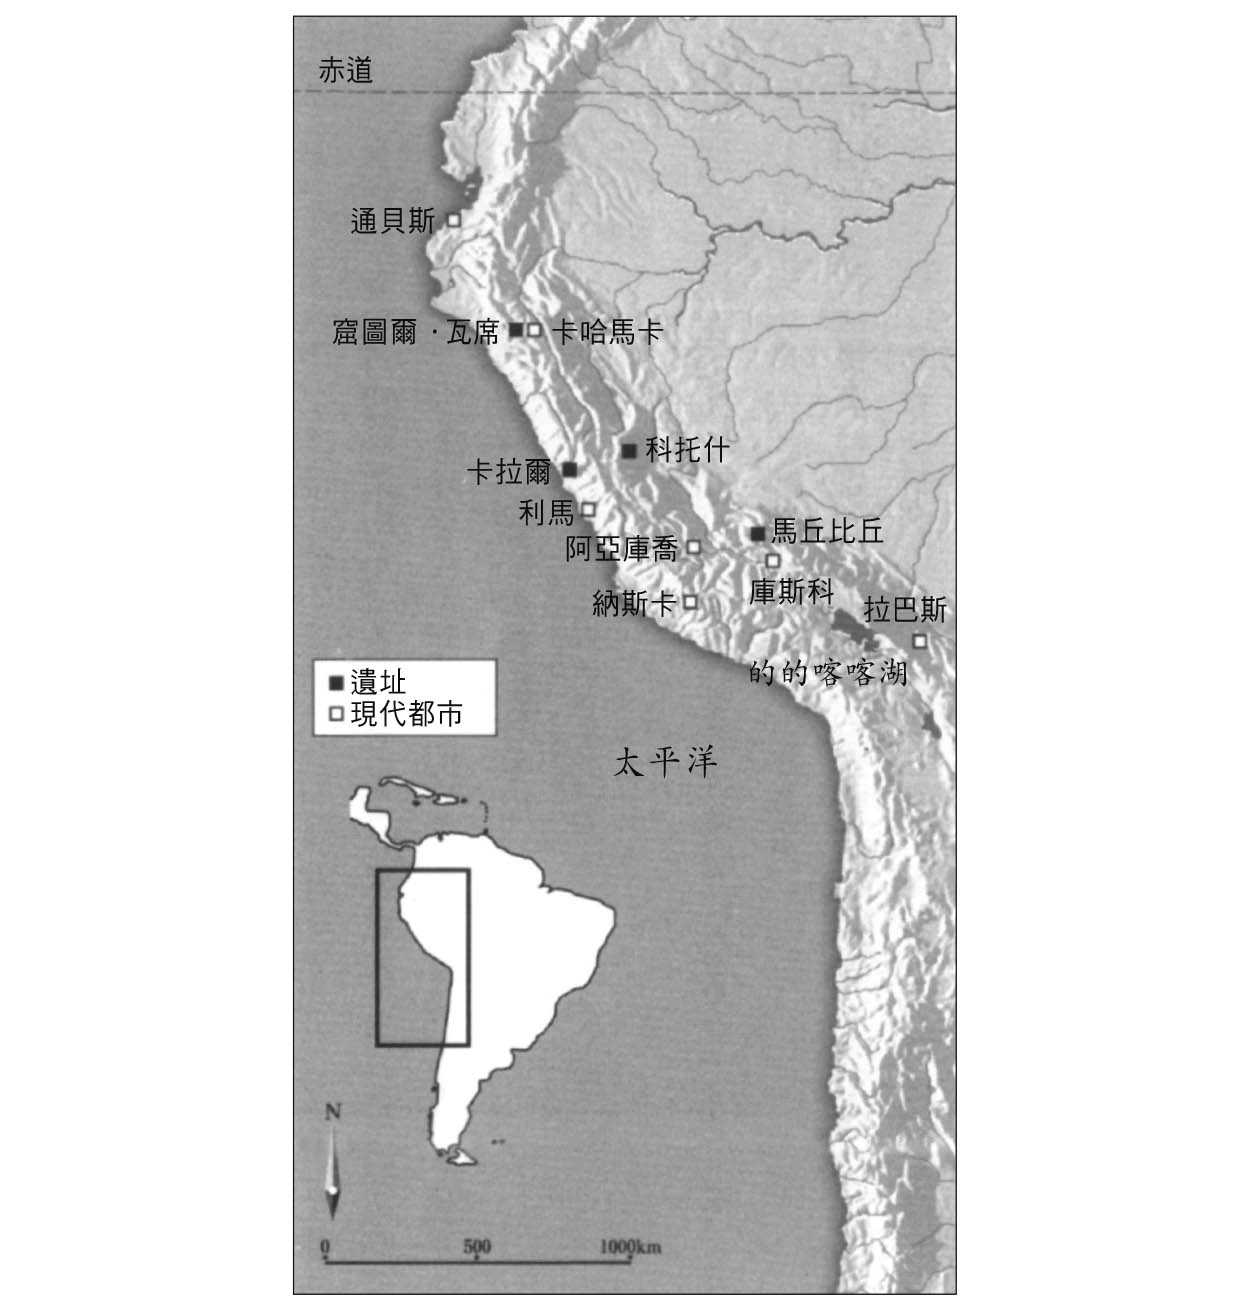 赤道
通貝斯
窟圖爾·瓦席
卡哈馬卡
科托什
卡拉爾
利馬
馬丘比丘
阿亞庫喬
庫斯科
納斯卡
拉巴斯
的的喀喀湖
遺址
現代都市
太平洋
N
0 500 1000km